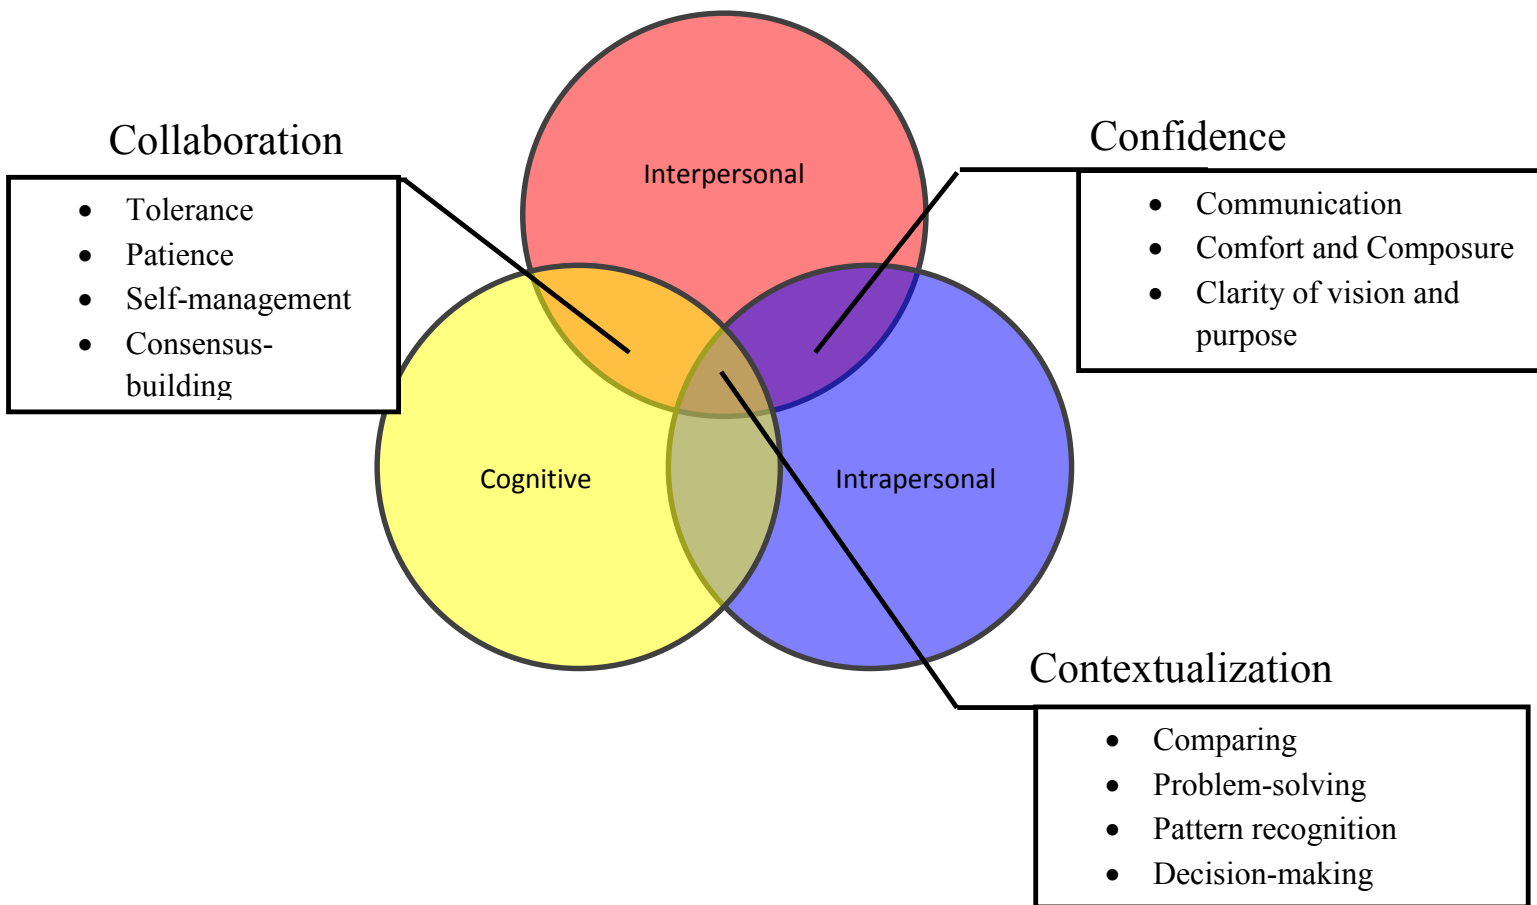 Collaboration
• Tolerance
• Patience
• Self-management
• Consensus-
building
Interpersonal
Confidence
• Communication
• Comfort and Composure
• Clarity of vision and
purpose
Cognitive
Intrapersonal
Contextualization
• Comparing
• Problem-solving
• Pattern recognition
• Decision-making